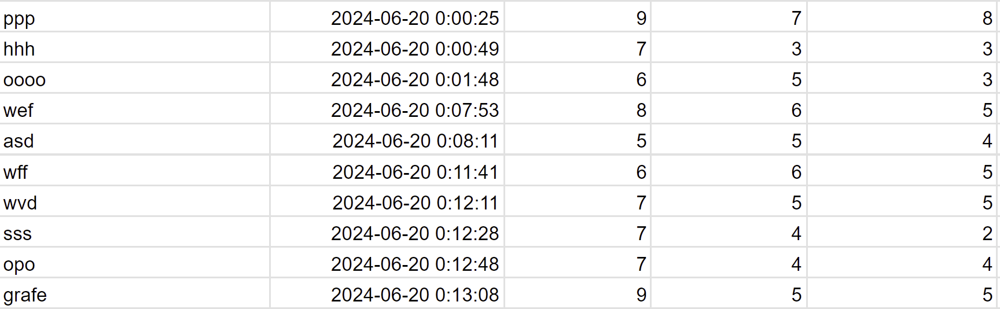 ppp 2024-06-20 0:00:25 9 7 8
hhh 2024-06-20 0:00:49 7 3 3
oooo 2024-06-20 0:01:48 6 5 3
wef 2024-06-20 0:07:53 8 6 5
asd 2024-06-20 0:08:11 5 5 4
wff 2024-06-20 0:11:41 6 6 5
wvd 2024-06-20 0:12:11 7 5 5
sss 2024-06-20 0:12:28 7 4 2
opo 2024-06-20 0:12:48 7 4 4
grafe 2024-06-20 0:13:08 9 5 5